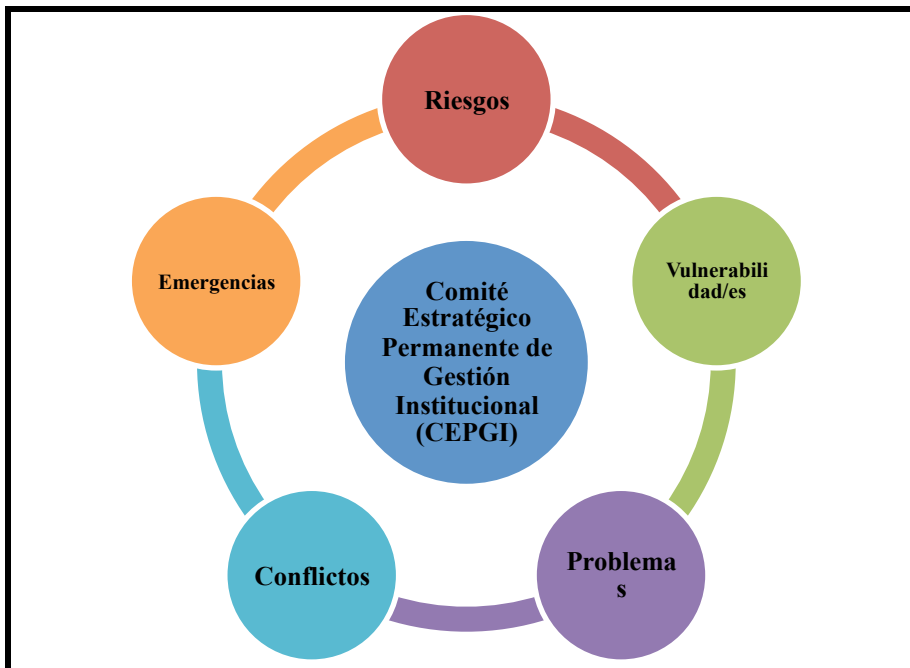 Riesgos
Vulnerabili
dad/es
Problema
s
Conflictos
Emergencias
Comité
Estratégico
Permanente de
Gestión
Institucional
(CEPGI)